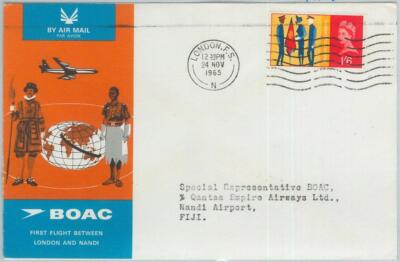 BY AIR MAIL
PAR AVION
BOAC
FIRST FLIGHT BETWEEN
LONDON AND NANDI
LONDON. F.S.
12 30PM
24 NOV
1965
N
1/6
Special Representative BOAC,
% Qantas Empire Airways Ltd.,
Nandi Airport,
FIJI.